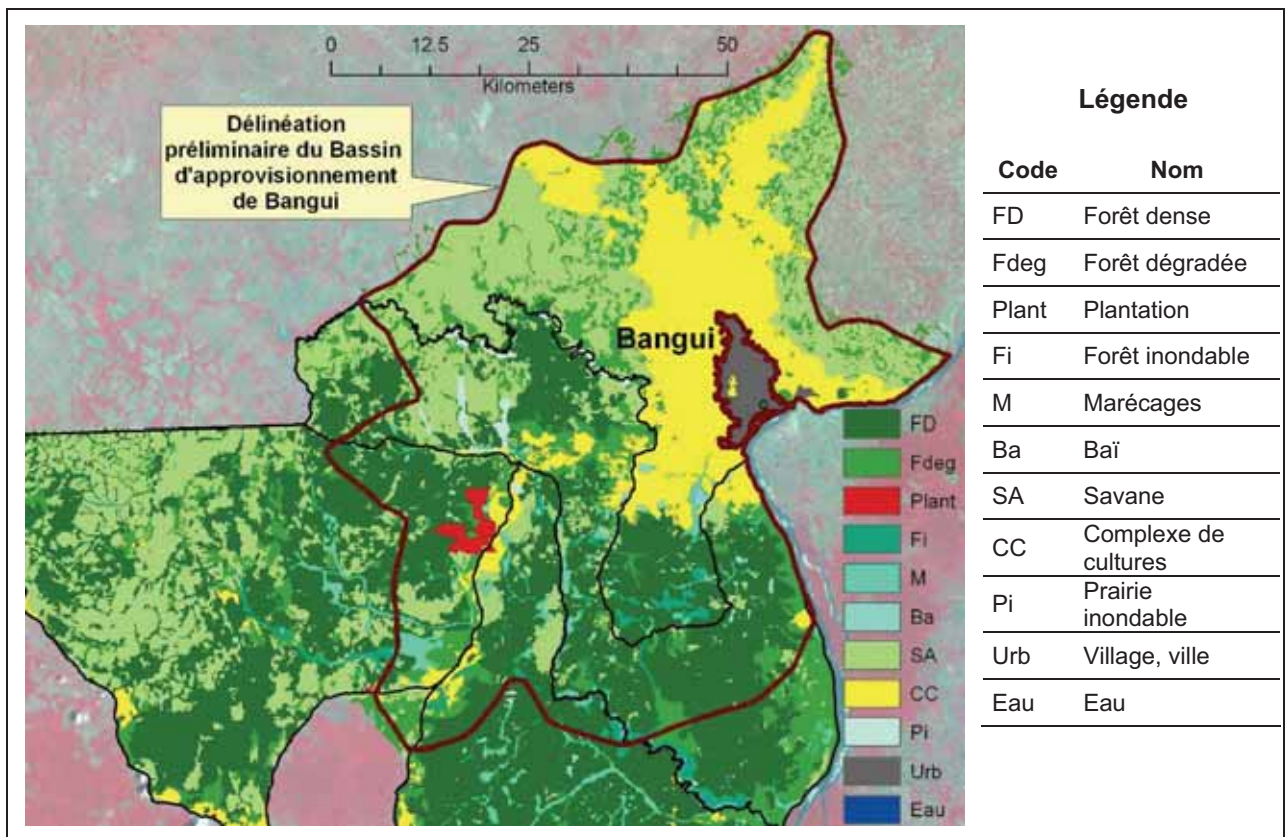 0 12.5 25 50
Kilometers
Délinéation
préliminaire du Bassin
d'approvisionnement
de Bangui
Bangui
FD
Fdeg
Plant
Fi
M
Ba
SA
CC
Pi
Urb
Eau
Légende
Code Nom
FD Forêt dense
Fdeg Forêt dégradée
Plant Plantation
Fi Forêt inondable
M Marécages
Ba Baï
SA Savane
CC Complexe de
cultures
Pi Prairie
inondable
Urb Village, ville
Eau Eau